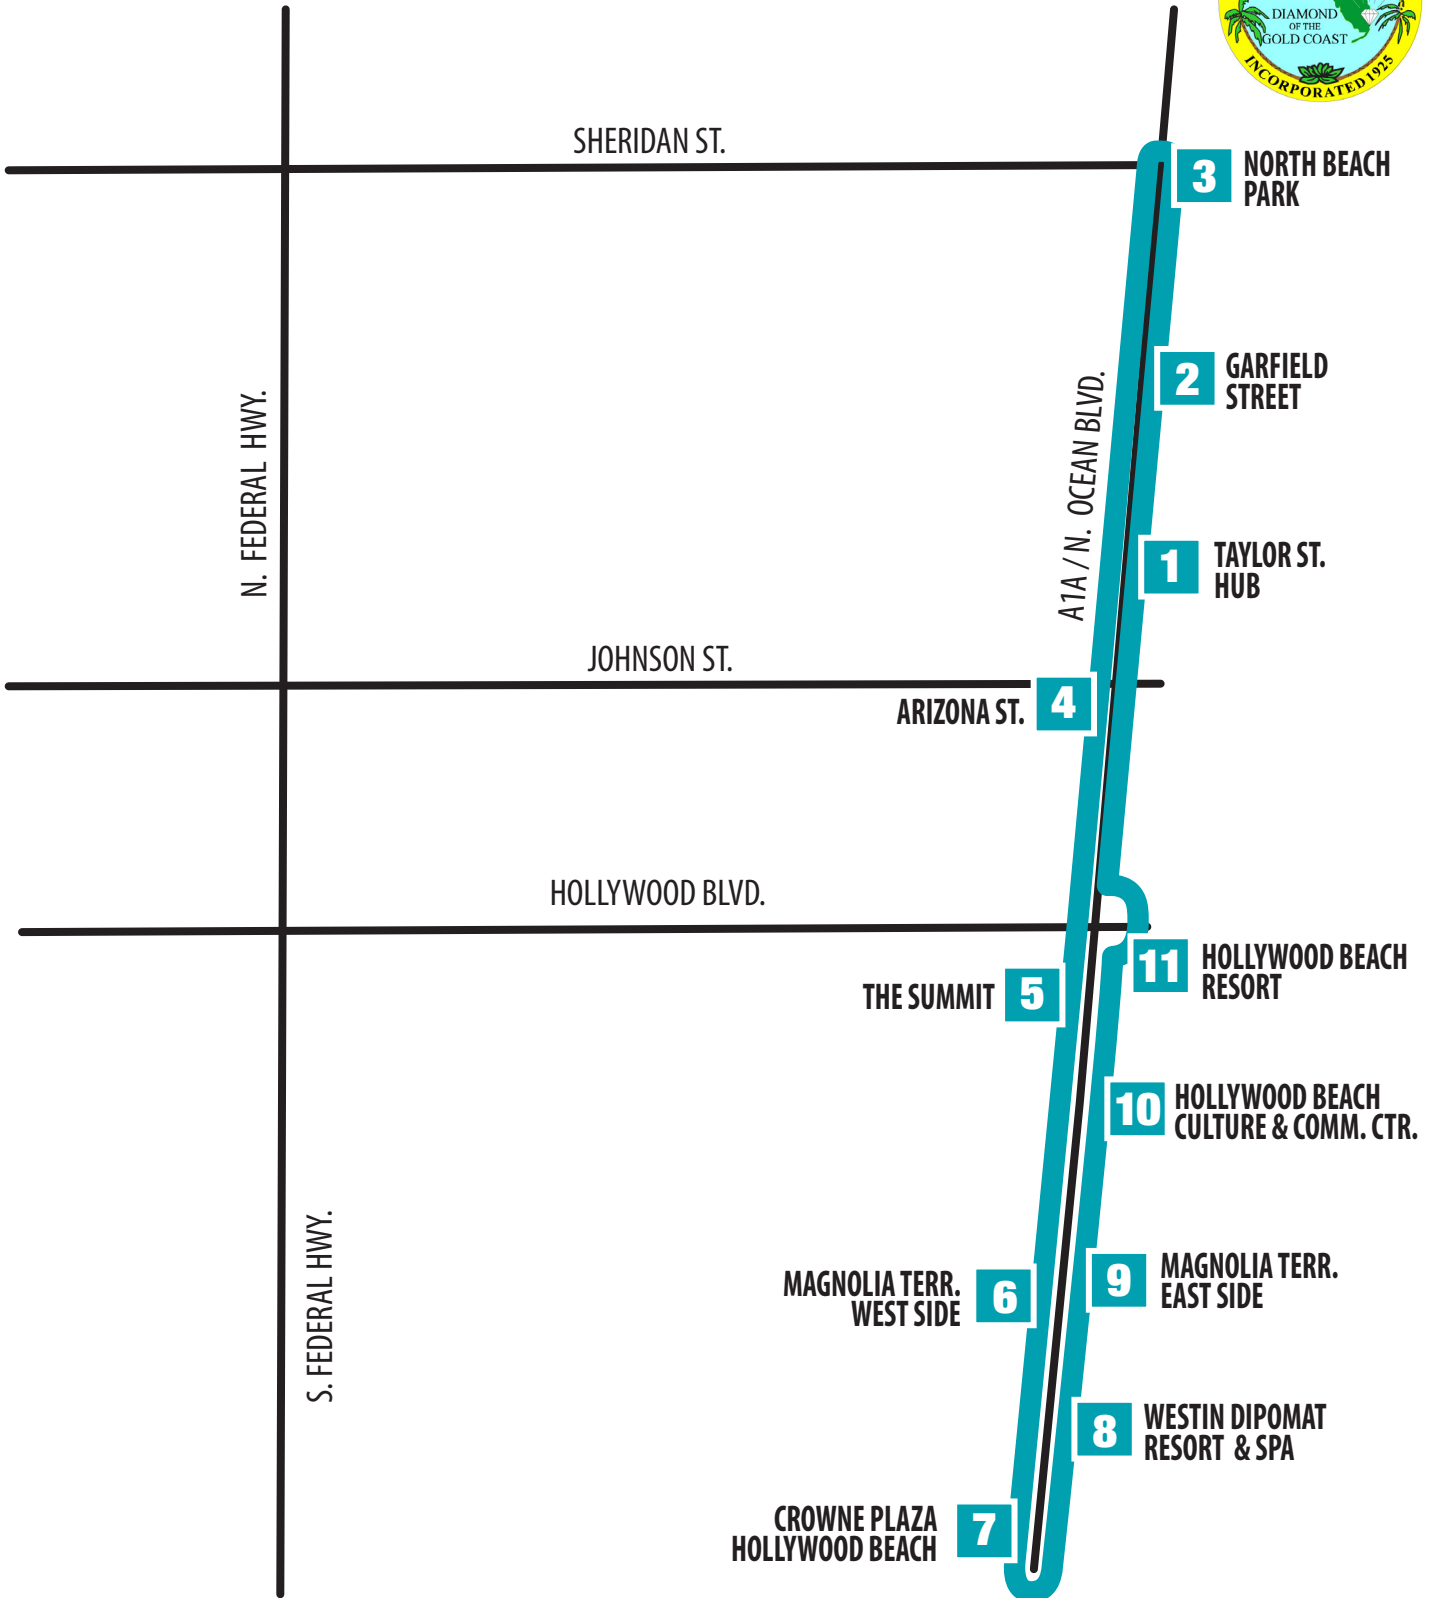 DIAMOND
OF THE
GOLD COAST
INCORPORATED 1925
SHERIDAN ST.
3
NORTH BEACH
PARK
2
GARFIELD
STREET
N. FEDERAL HWY.
A1A / N. OCEAN BLVD.
1
TAYLOR ST.
HUB
JOHNSON ST.
ARIZONA ST.
4
HOLLYWOOD BLVD.
11
HOLLYWOOD BEACH
RESORT
THE SUMMIT
5
10
HOLLYWOOD BEACH
CULTURE & COMM. CTR.
S. FEDERAL HWY.
MAGNOLIA TERR.
WEST SIDE
6
9
MAGNOLIA TERR.
EAST SIDE
8
WESTIN DIPOMAT
RESORT & SPA
CROWNE PLAZA
HOLLYWOOD BEACH
7